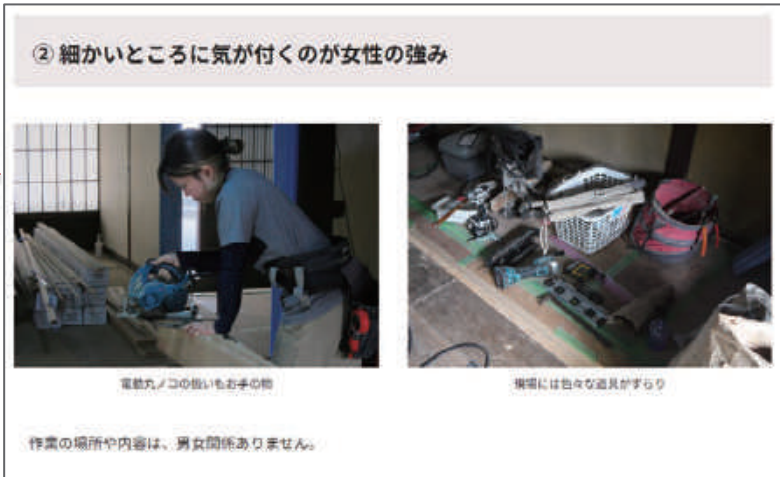 ② 細かいところに気が付くのが女性の強み
電動丸ノコの扱いもお手の物
現場には色々な道具がずらり
作業の場所や内容は、男女関係ありません。